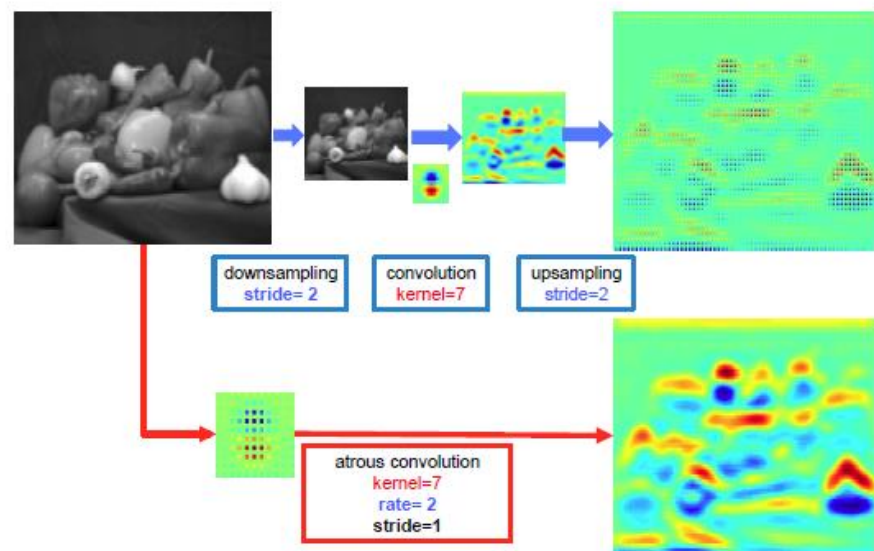 downsampling
stride= 2
convolution
kernel=7
upsampling
stride=2
atrous convolution
kernel=7
rate= 2
stride=1